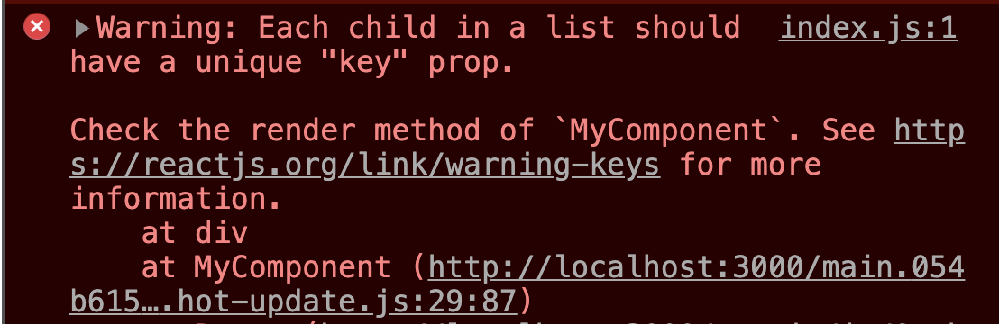 Warning: Each child in a list should index.js:1
have a unique "key" prop.
Check the render method of `MyComponent`. See http
s://reactjs.org/link/warning-keys for more
information.
at div
at MyComponent (http://localhost:3000/main.054
b615….hot-update.js:29:87)